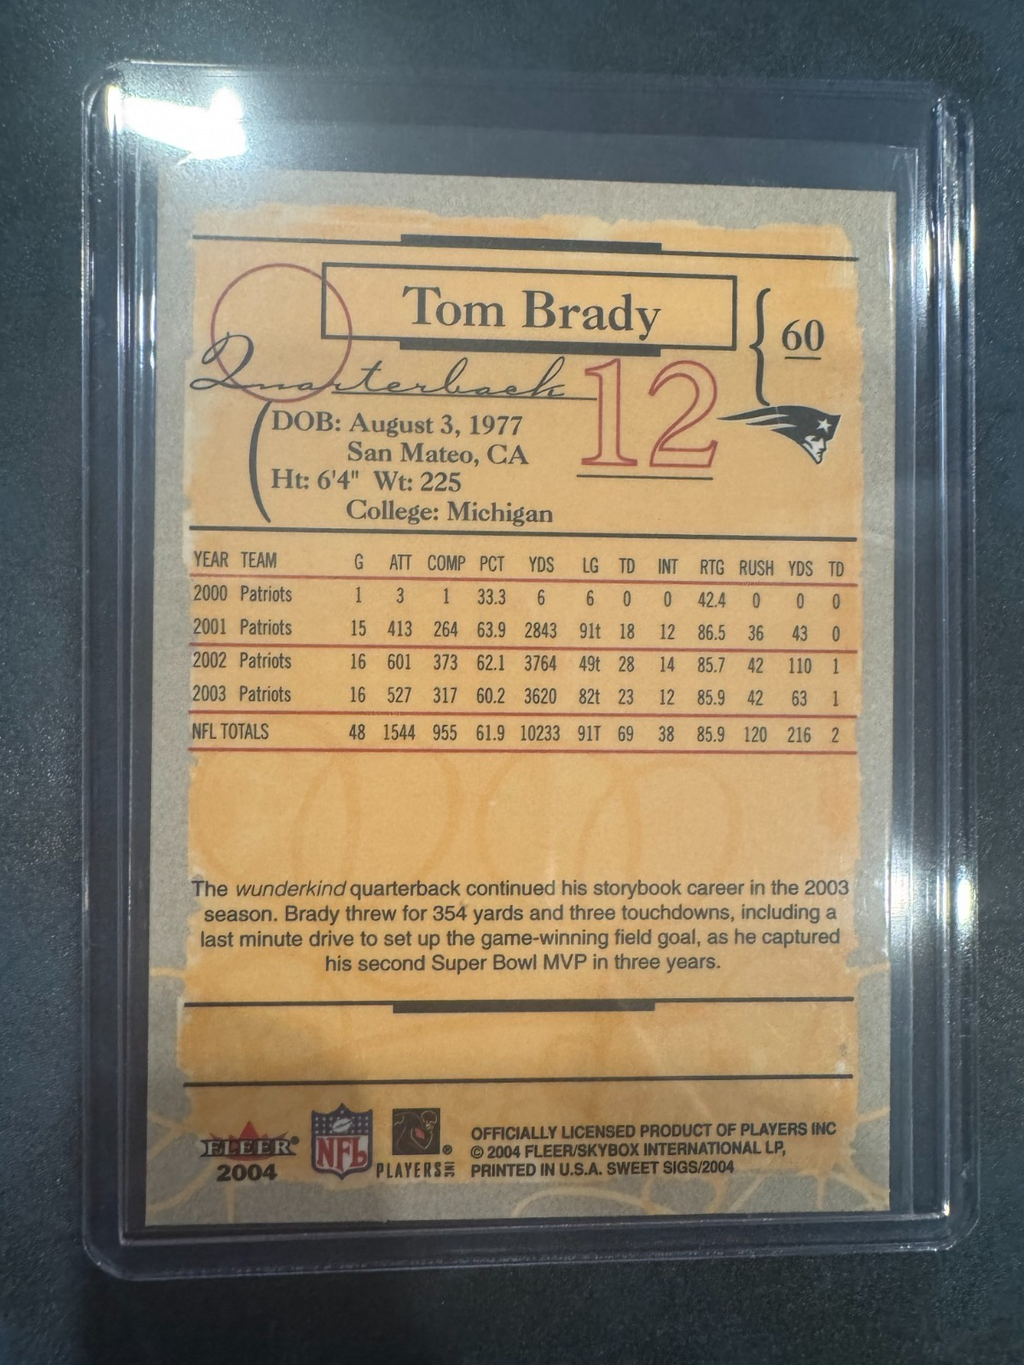 Tom Brady
60
Quarterback
12
DOB: August 3, 1977
San Mateo, CA
Ht: 6'4" Wt: 225
College: Michigan
YEAR TEAM G ATT COMP PCT YDS LG TD INT RTG RUSH YDS TD
2000 Patriots 1 3 1 33.3 6 6 0 0 42.4 0 0 0
2001 Patriots 15 413 264 63.9 2843 91t 18 12 86.5 36 43 0
2002 Patriots 16 601 373 62.1 3764 49t 28 14 85.7 42 110 1
2003 Patriots 16 527 317 60.2 3620 82t 23 12 85.9 42 63 1
NFL TOTALS 48 1544 955 61.9 10233 91T 69 38 85.9 120 216 2
The wunderkind quarterback continued his storybook career in the 2003
season. Brady threw for 354 yards and three touchdowns, including a
last minute drive to set up the game-winning field goal, as he captured
his second Super Bowl MVP in three years.
FLEER®
2004
NFL
PLAYERS INC ®
OFFICIALLY LICENSED PRODUCT OF PLAYERS INC
© 2004 FLEER/SKYBOX INTERNATIONAL LP,
PRINTED IN U.S.A. SWEET SIGS/2004